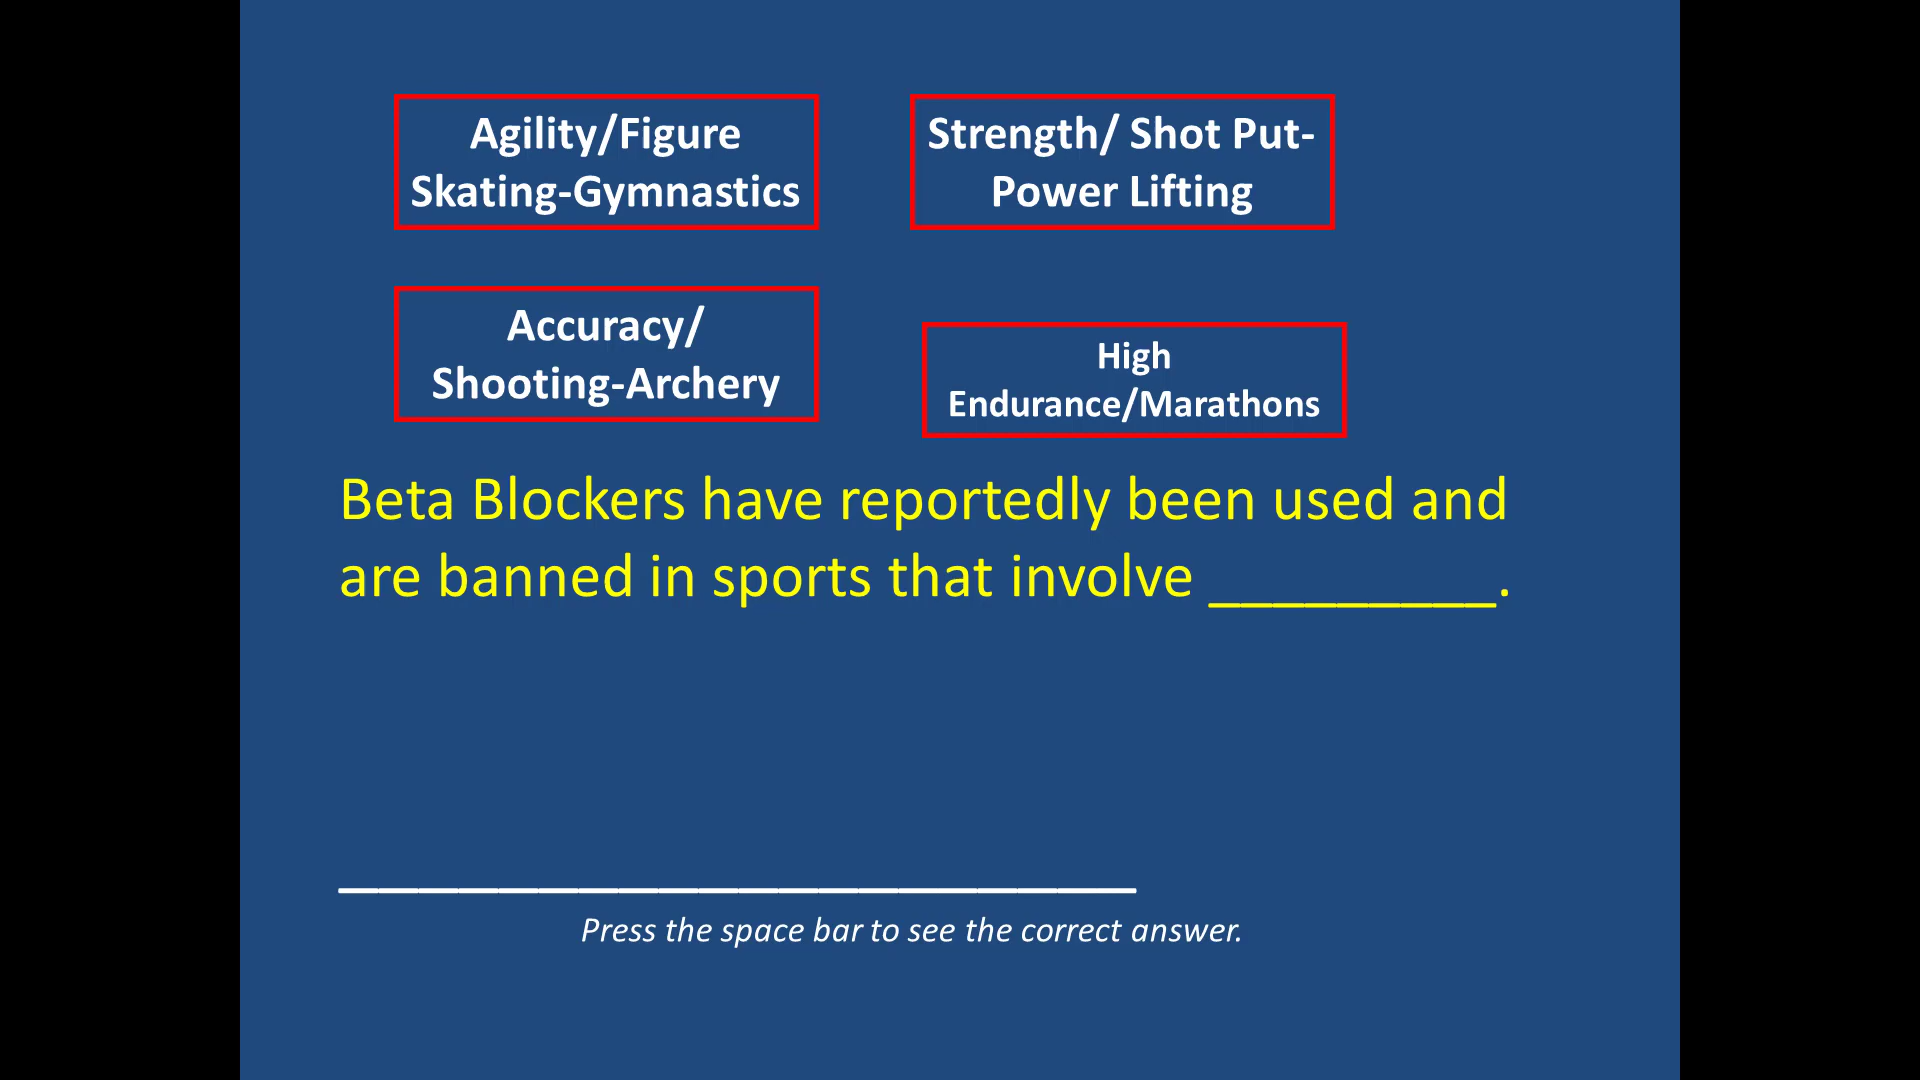 Agility/Figure
Skating-Gymnastics
Strength/ Shot Put-
Power Lifting
Accuracy/
Shooting-Archery
High
Endurance/Marathons
Beta Blockers have reportedly been used and
are banned in sports that involve _________.
____________________
Press the space bar to see the correct answer.